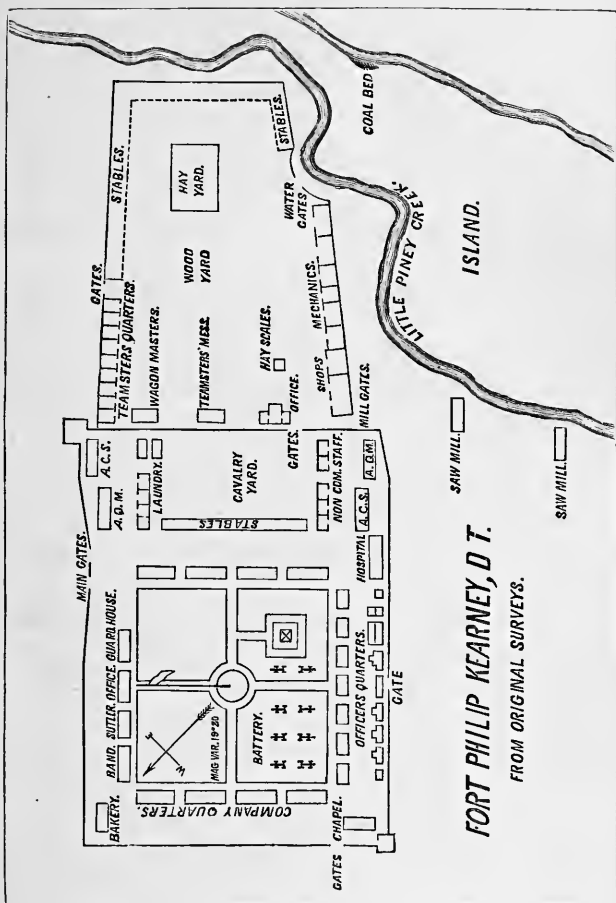 COAL BED
ISLAND.
LITTLE PINEY CREEK.
STABLES.
STABLES.
HAY
YARD.
WATER
GATES
GATES.
TEAMSTERS QUARTERS.
WAGON MASTERS.
WOOD
YARD
TEAMSTERS' MESS.
HAY SCALES.
OFFICE.
SHOPS
MECHANICS.
MILL GATES.
SAW MILL.
SAW MILL.
MAIN GATES.
A.C.S.
A.Q.M.
LAUNDRY.
CAVALRY
YARD.
STABLES
GATES.
NON COM. STAFF.
A.Q.M
A.C.S.
HOSPITAL
BAKERY.
BAND.
SUTLER.
OFFICE.
GUARD HOUSE.
W
MAG VAR. 19°20
BATTERY.
COMPANY QUARTERS.
OFFICERS QUARTERS.
CHAPEL.
GATES
GATE
FORT PHILIP KEARNEY, D T.
FROM ORIGINAL SURVEYS.